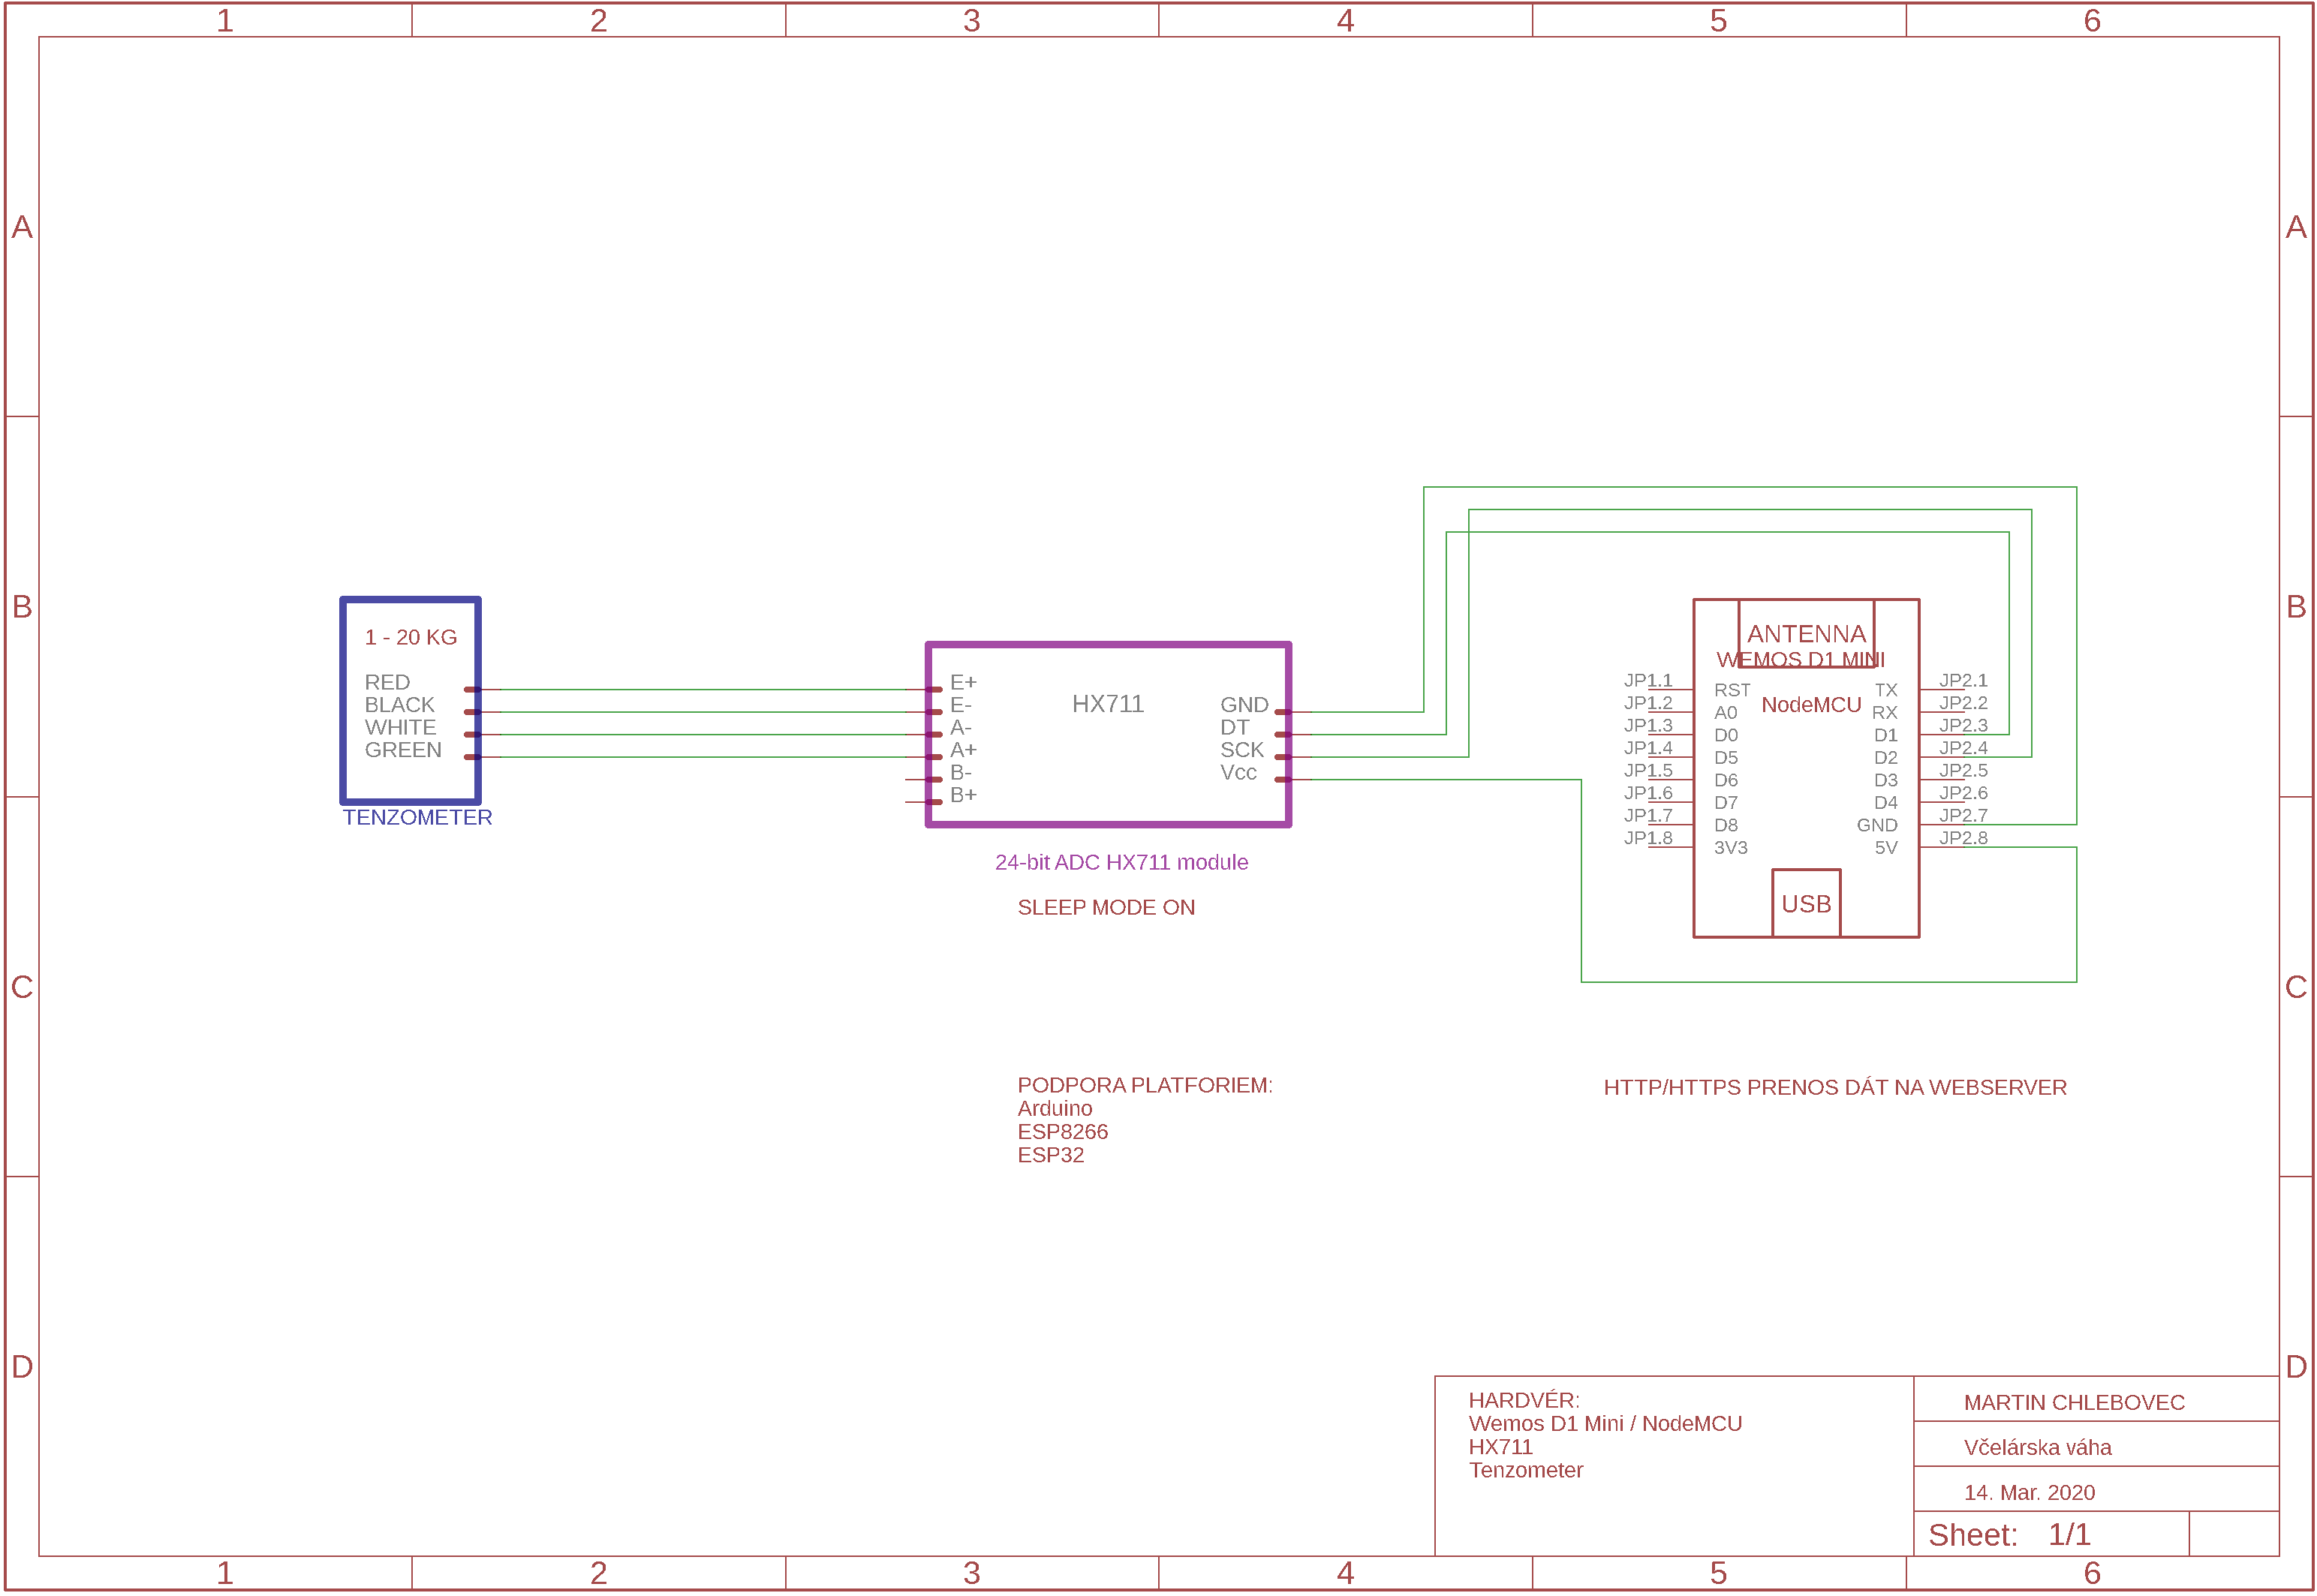 1 2 3 4 5 6
A A
B B
C C
D D
1 - 20 KG
RED
BLACK
WHITE
GREEN
TENZOMETER
E+
E-
A-
A+
B-
B+
HX711
GND
DT
SCK
Vcc
24-bit ADC HX711 module
SLEEP MODE ON
ANTENNA
WEMOS D1 MINI
NodeMCU
JP1.1 RST TX JP2.1
JP1.2 A0 RX JP2.2
JP1.3 D0 D1 JP2.3
JP1.4 D5 D2 JP2.4
JP1.5 D6 D3 JP2.5
JP1.6 D7 D4 JP2.6
JP1.7 D8 GND JP2.7
JP1.8 3V3 5V JP2.8
USB
PODPORA PLATFORIEM:
Arduino
ESP8266
ESP32
HTTP/HTTPS PRENOS DÁT NA WEBSERVER
HARDVÉR:
Wemos D1 Mini / NodeMCU
HX711
Tenzometer
MARTIN CHLEBOVEC
Včelárska váha
14. Mar. 2020
Sheet: 1/1
1 2 3 4 5 6